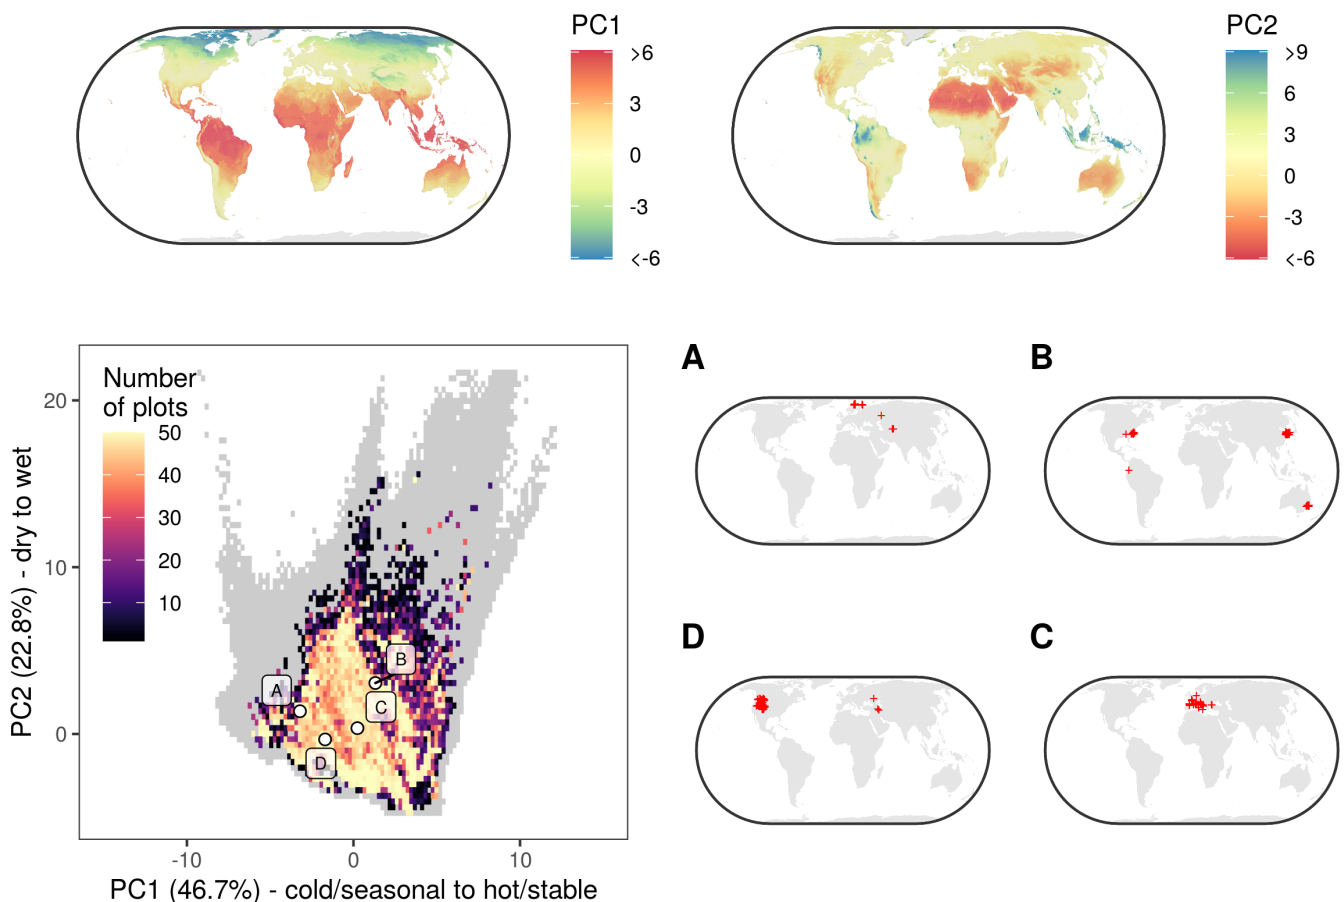 PC1
>6
3
0
-3
<-6
PC2
>9
6
3
0
-3
<-6
Number
of plots
50
40
30
20
10
20
10
0
PC2 (22.8%) - dry to wet
-10
0
10
PC1 (46.7%) - cold/seasonal to hot/stable
A
B
C
D
A
B
D
C